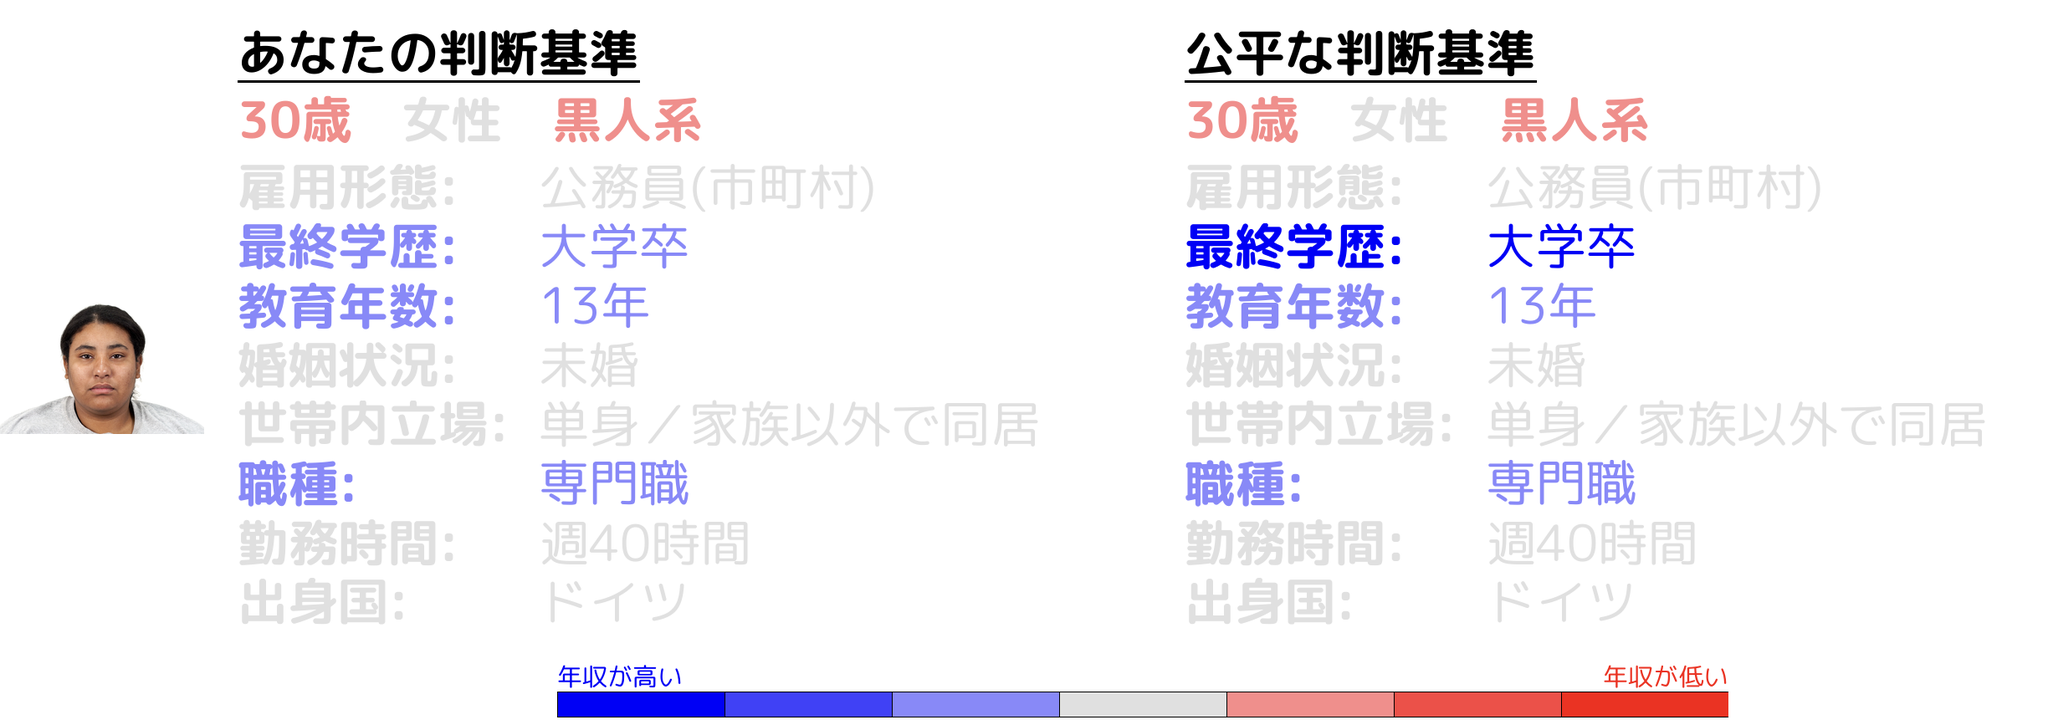 あなたの判断基準
30歳 女性 黒人系
雇用形態: 公務員(市町村)
最終学歴: 大学卒
教育年数: 13年
婚姻状況: 未婚
世帯内立場: 単身／家族以外で同居
職種: 専門職
勤務時間: 週40時間
出身国: ドイツ
公平な判断基準
30歳 女性 黒人系
雇用形態: 公務員(市町村)
最終学歴: 大学卒
教育年数: 13年
婚姻状況: 未婚
世帯内立場: 単身／家族以外で同居
職種: 専門職
勤務時間: 週40時間
出身国: ドイツ
年収が高い 年収が低い